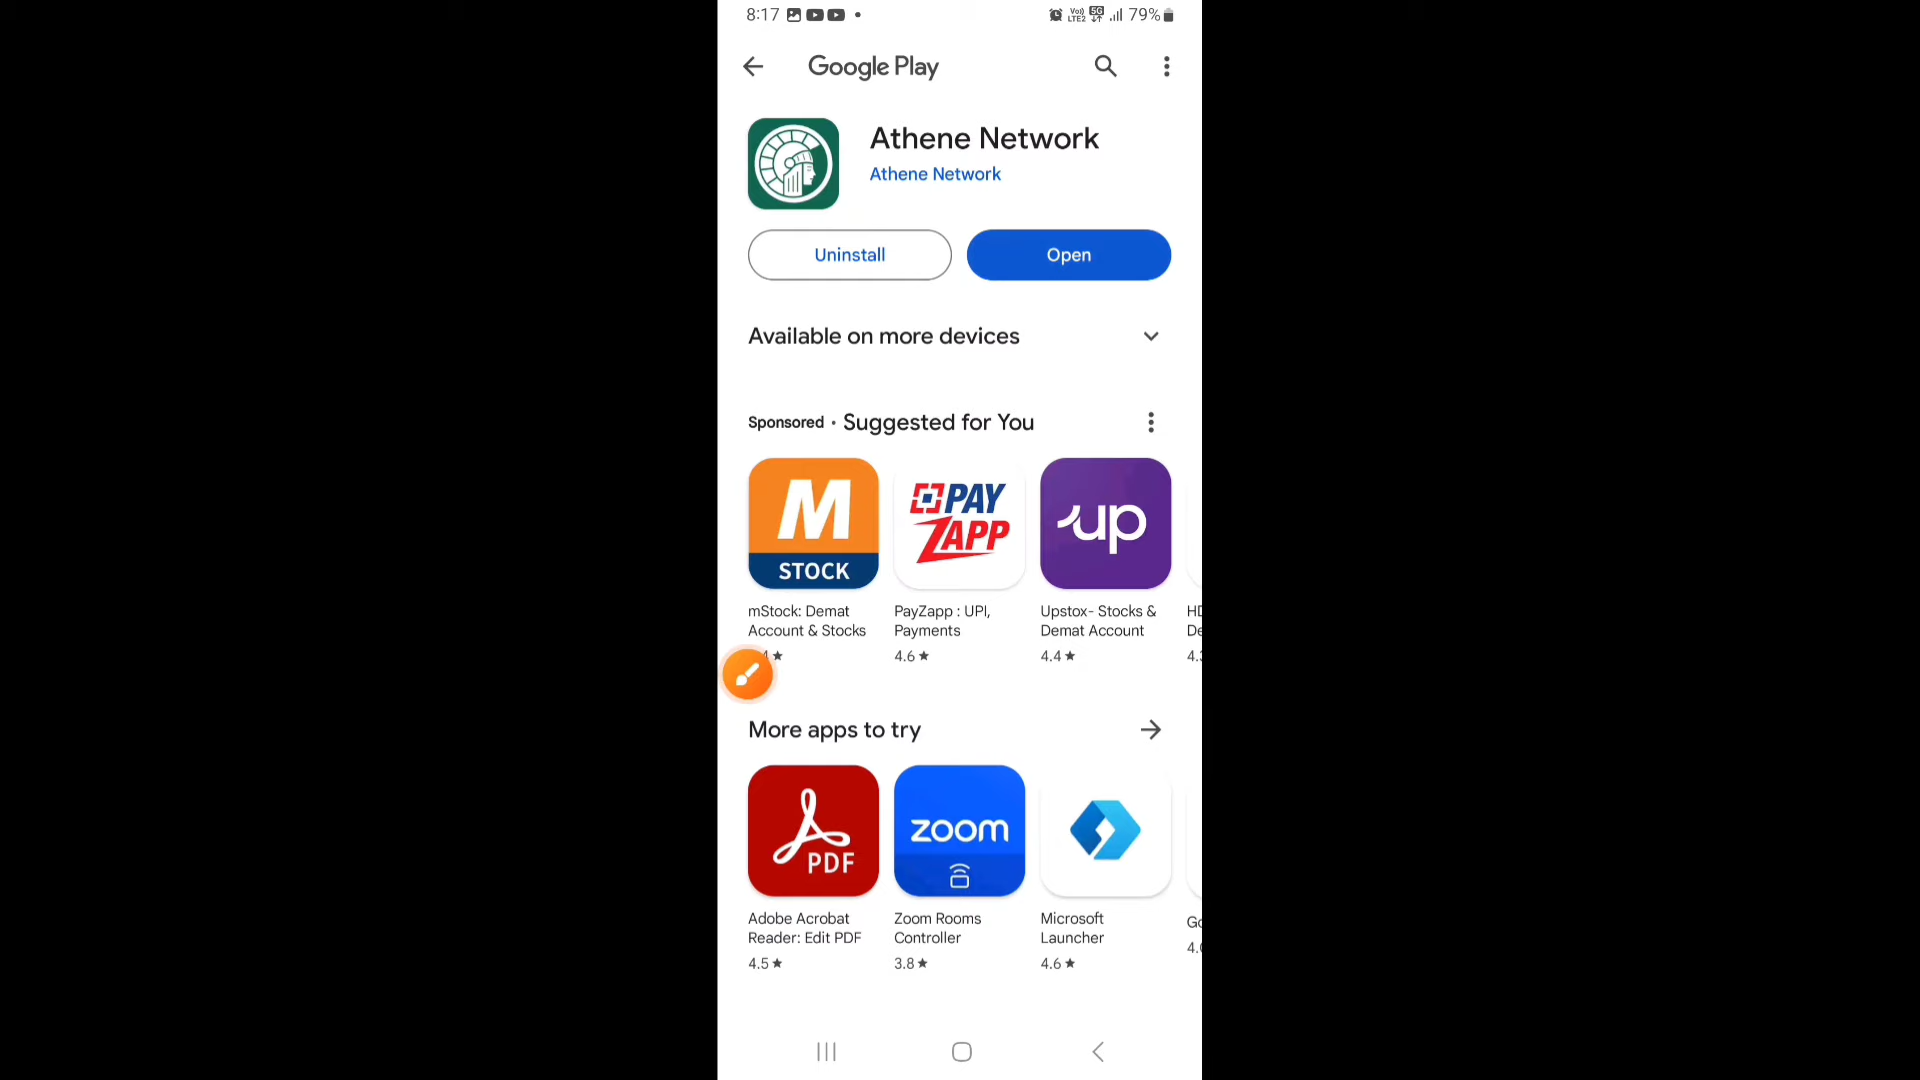 8:17
Vo)) LTE2 5G 79%
Google Play
Athene Network
Athene Network
Uninstall
Open
Available on more devices
Sponsored • Suggested for You
M
STOCK
PAY
ZAPP
up
mStock: Demat
Account & Stocks
PayZapp : UPI,
Payments
4.6 ★
Upstox- Stocks &
Demat Account
4.4 ★
More apps to try
PDF
zoom
Adobe Acrobat
Reader: Edit PDF
4.5 ★
Zoom Rooms
Controller
3.8 ★
Microsoft
Launcher
4.6 ★